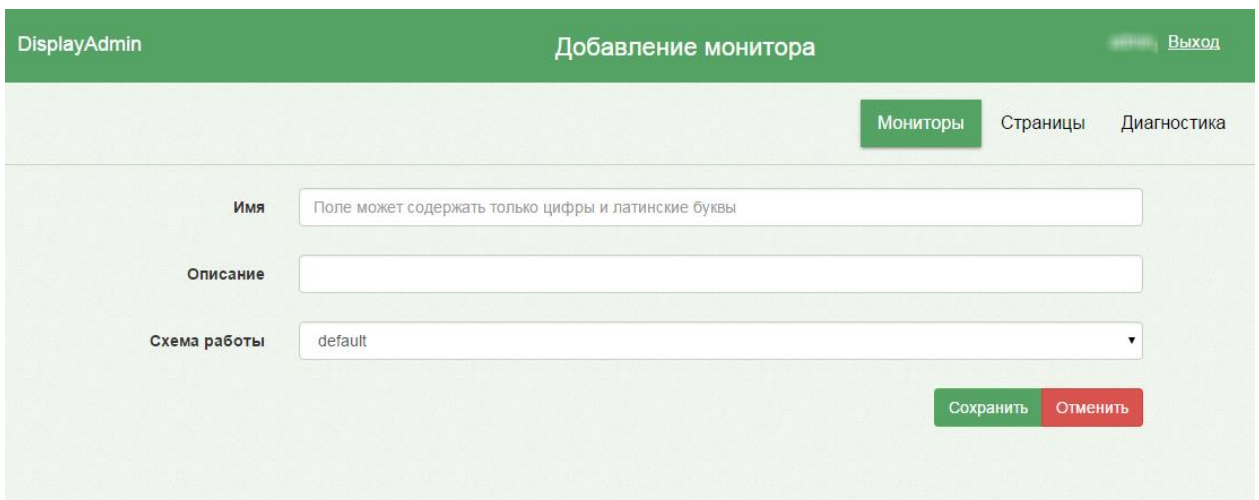 DisplayAdmin
Добавление монитора
Выход
Мониторы Страницы Диагностика
Имя Поле может содержать только цифры и латинские буквы
Описание
Схема работы default
Сохранить Отменить